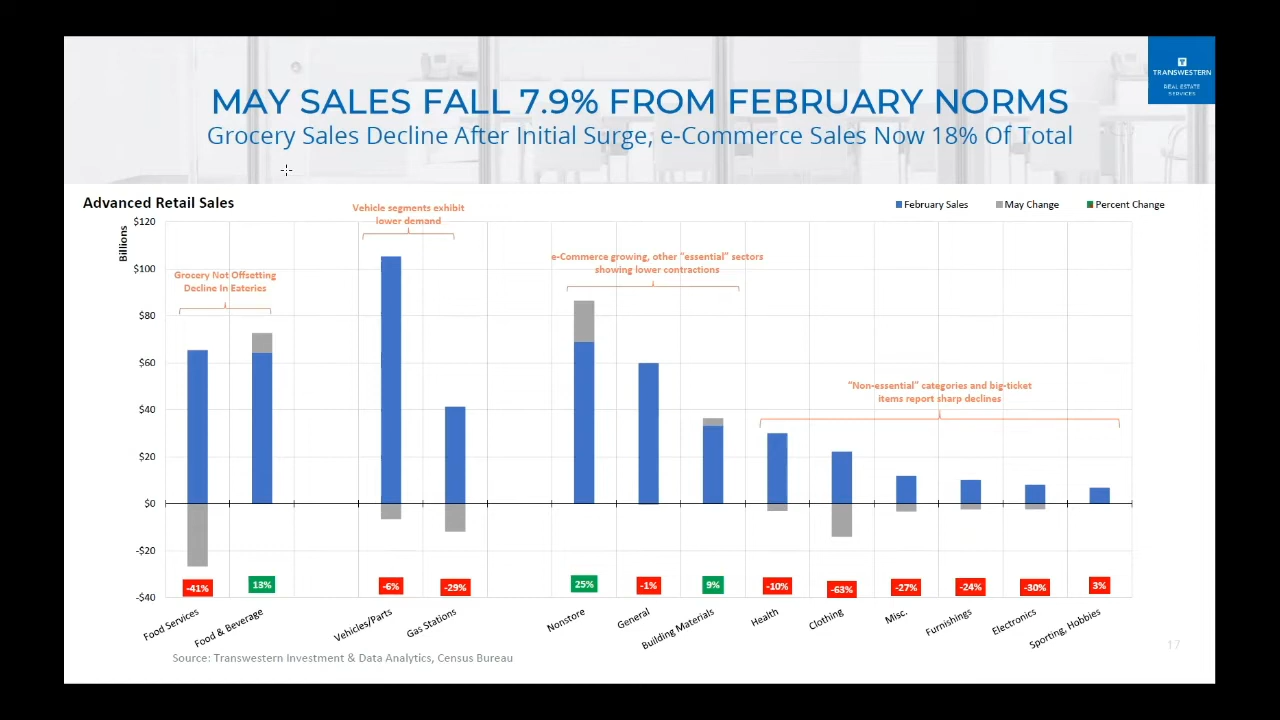 TRANSWESTERN
REAL ESTATE
SERVICES
MAY SALES FALL 7.9% FROM FEBRUARY NORMS
Grocery Sales Decline After Initial Surge; e-Commerce Sales Now 18% Of Total
Advanced Retail Sales
February Sales
May Change
Percent Change
Billions
$120
$100
$80
$60
$40
$20
$0
-$20
-$40
Grocery Not Offsetting
Decline In Eateries
Vehicle segments exhibit
lower demand
e-Commerce growing, other “essential” sectors
showing lower contractions
“Non-essential” categories and big-ticket
items report sharp declines
-41%
13%
-6%
-29%
25%
-1%
9%
-10%
-63%
-27%
-24%
-30%
3%
Food Services
Food & Beverage
Vehicles/Parts
Gas Stations
Nonstore
General
Building Materials
Health
Clothing
Misc.
Furnishings
Electronics
Sporting, Hobbies
Source: Transwestern Investment & Data Analytics, Census Bureau
17